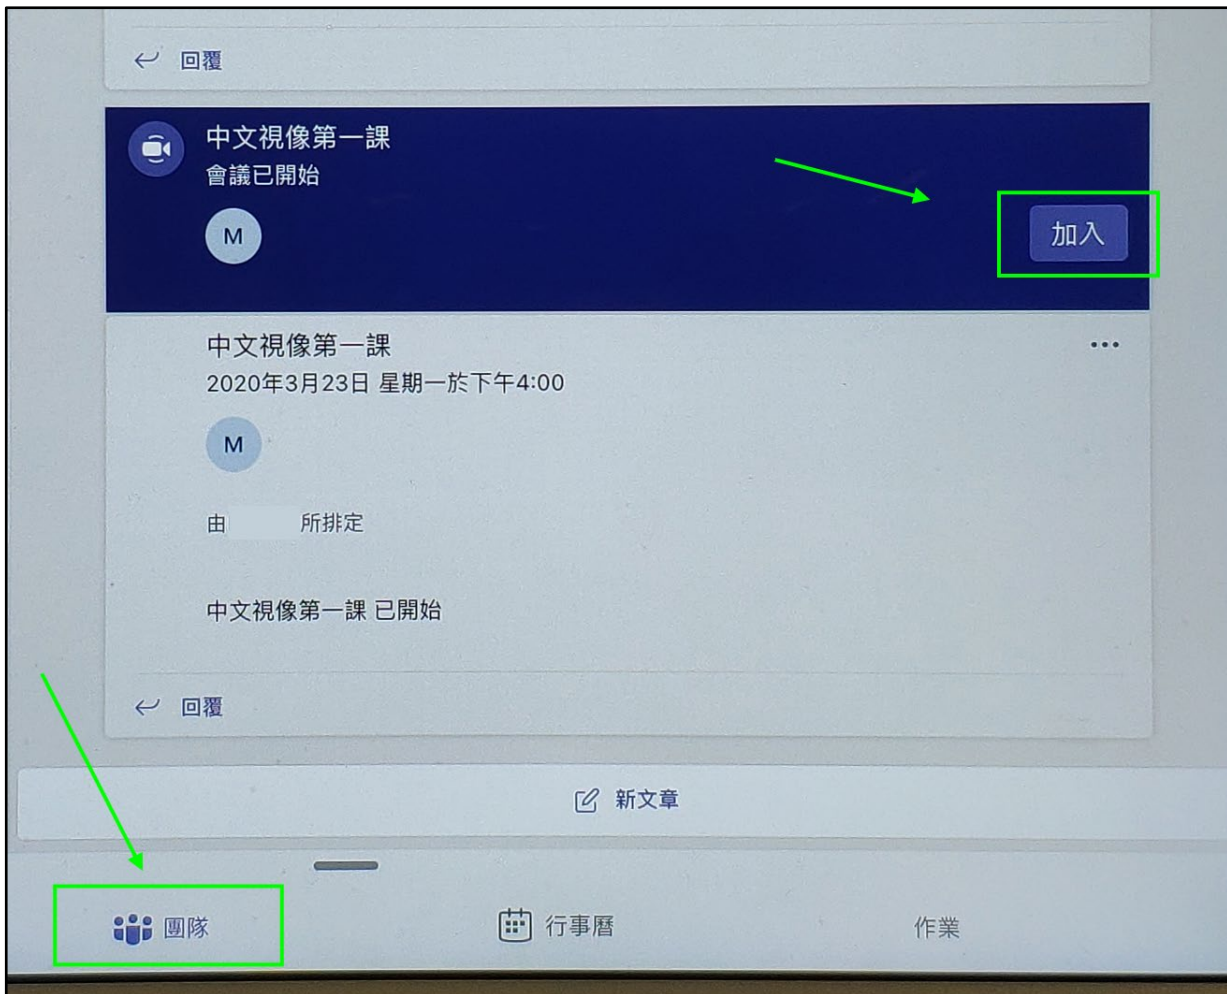 回覆
中文視像第一課
會議已開始
M
加入
中文視像第一課
2020年3月23日 星期一於下午4:00
M
由 所排定
中文視像第一課 已開始
回覆
新文章
團隊
行事曆
作業